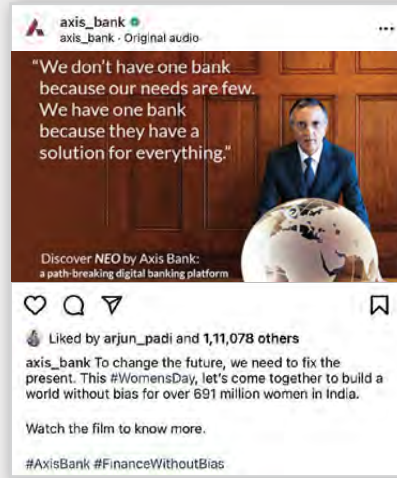 axis_bank
axis_bank · Original audio
“We don't have one bank
because our needs are few.
We have one bank
because they have a
solution for everything.”
Discover NEO by Axis Bank:
a path-breaking digital banking platform
Liked by arjun_padi and 1,11,078 others
axis_bank To change the future, we need to fix the
present. This #WomensDay, let's come together to build a
world without bias for over 691 million women in India.
Watch the film to know more.
#AxisBank #FinanceWithoutBias